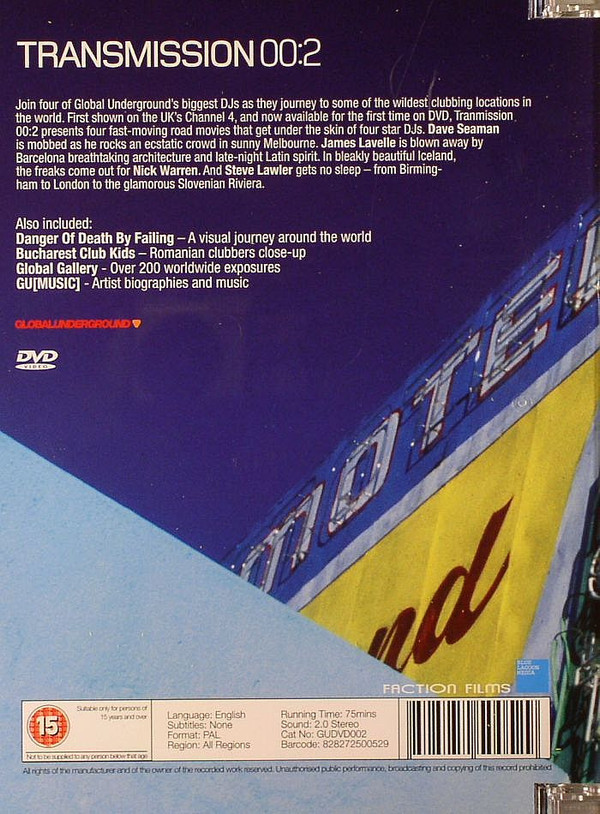 TRANSMISSION 00:2
Join four of Global Underground's biggest DJs as they journey to some of the wildest clubbing locations in
the world. First shown on the UK's Channel 4, and now available for the first time on DVD, Tranmission
00:2 presents four fast-moving road movies that get under the skin of four star DJs. Dave Seaman
is mobbed as he rocks an ecstatic crowd in sunny Melbourne. James Lavelle is blown away by
Barcelona breathtaking architecture and late-night Latin spirit. In bleakly beautiful Iceland,
the freaks come out for Nick Warren. And Steve Lawler gets no sleep – from Birming-
ham to London to the glamorous Slovenian Riviera.
Also included:
Danger Of Death By Failing – A visual journey around the world
Bucharest Club Kids – Romanian clubbers close-up
Global Gallery - Over 200 worldwide exposures
GU[MUSIC] - Artist biographies and music
GLOBALUNDERGROUND
DVD
VIDEO
MOTEL
nd
FACTION FILMS
BLUE
LAGOON
MEDIA
15
Suitable only for persons of
15 years and over
Not to be supplied to any person below that age
Language: English
Subtitles: None
Format: PAL
Region: All Regions
Running Time: 75mins
Sound: 2.0 Stereo
Cat No: GUDVD002
Barcode: 828272500529
All rights of the manufacturer and of the owner of the recorded work reserved. Unauthorised public performance, broadcasting and copying of this record prohibited